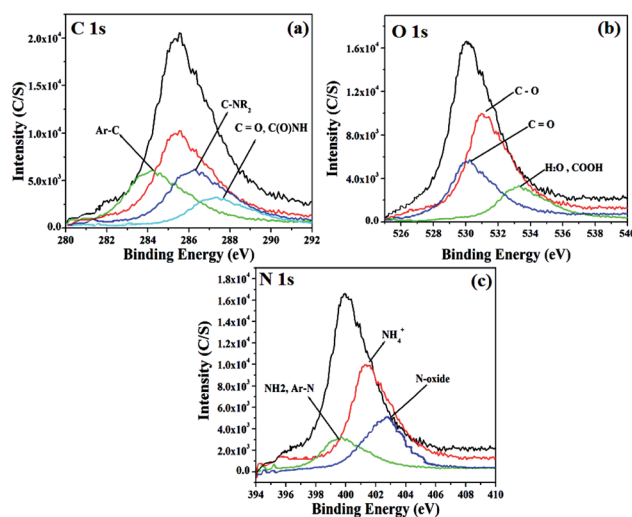 C 1s
(a)
Intensity (C/S)
2.0x10⁴
1.5x10⁴
1.0x10⁴
5.0x10³
0.0
Ar-C
C-NR₂
C = O, C(O)NH
280 282 284 286 288 290 292
Binding Energy (eV)
O 1s
(b)
Intensity (C/S)
1.6x10⁴
1.2x10⁴
8.0x10³
4.0x10³
0.0
C - O
C = O
H₂O , COOH
526 528 530 532 534 536 538 540
Binding Energy (eV)
N 1s
(c)
Intensity (C/S)
1.8x10⁴
1.6x10⁴
1.4x10⁴
1.2x10⁴
1.0x10⁴
8.0x10³
6.0x10³
4.0x10³
2.0x10³
0.0
NH₄⁺
NH2, Ar-N
N-oxide
394 396 398 400 402 404 406 408 410
Binding Energy (eV)